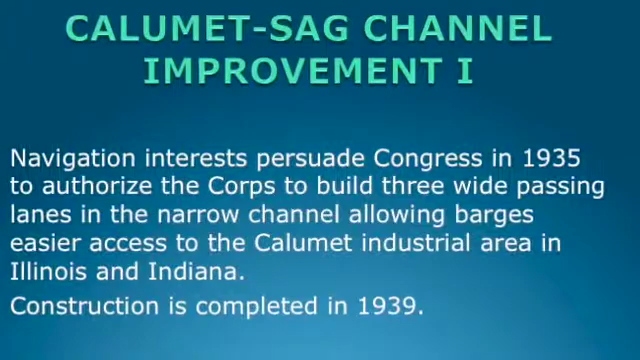 CALUMET-SAG CHANNEL
IMPROVEMENT I
Navigation interests persuade Congress in 1935
to authorize the Corps to build three wide passing
lanes in the narrow channel allowing barges
easier access to the Calumet industrial area in
Illinois and Indiana.
Construction is completed in 1939.